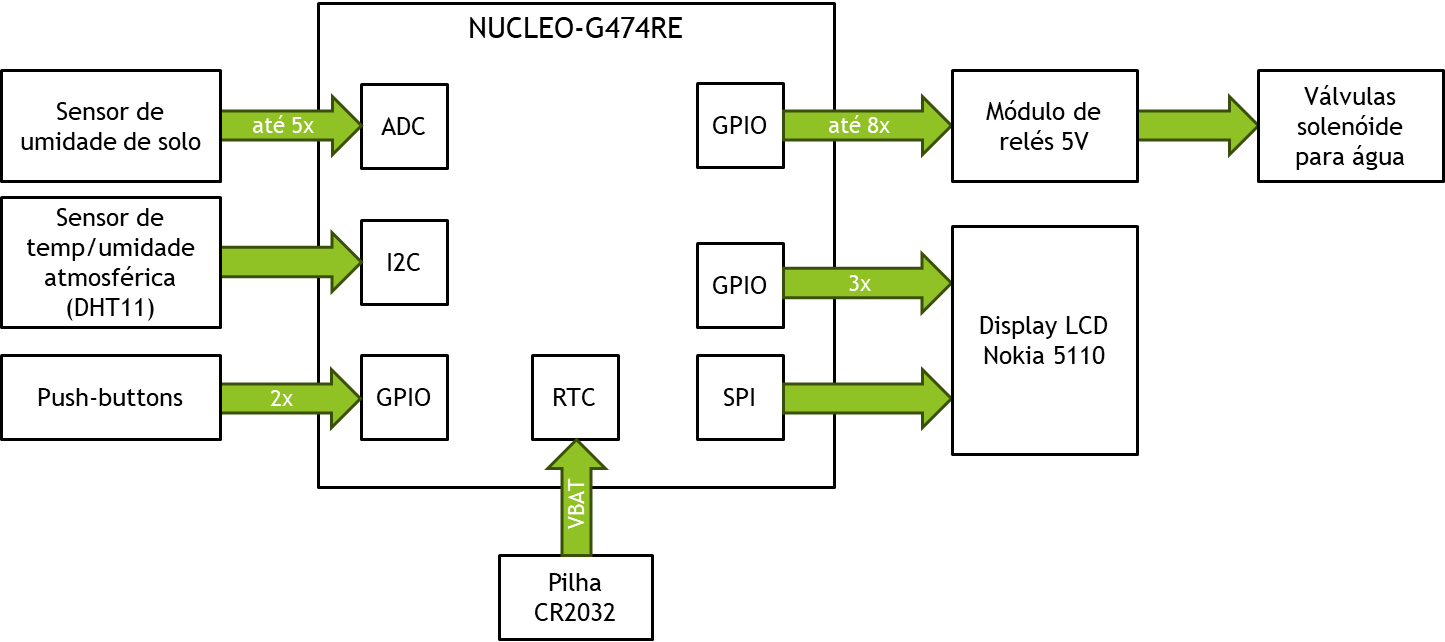 NUCLEO-G474RE
Sensor de
umidade de solo
até 5x
ADC
GPIO
até 8x
Módulo de
relés 5V
Válvulas
solenóide
para água
Sensor de
temp/umidade
atmosférica
(DHT11)
I2C
GPIO
3x
Display LCD
Nokia 5110
Push-buttons
2x
GPIO
RTC
SPI
VBAT
Pilha
CR2032